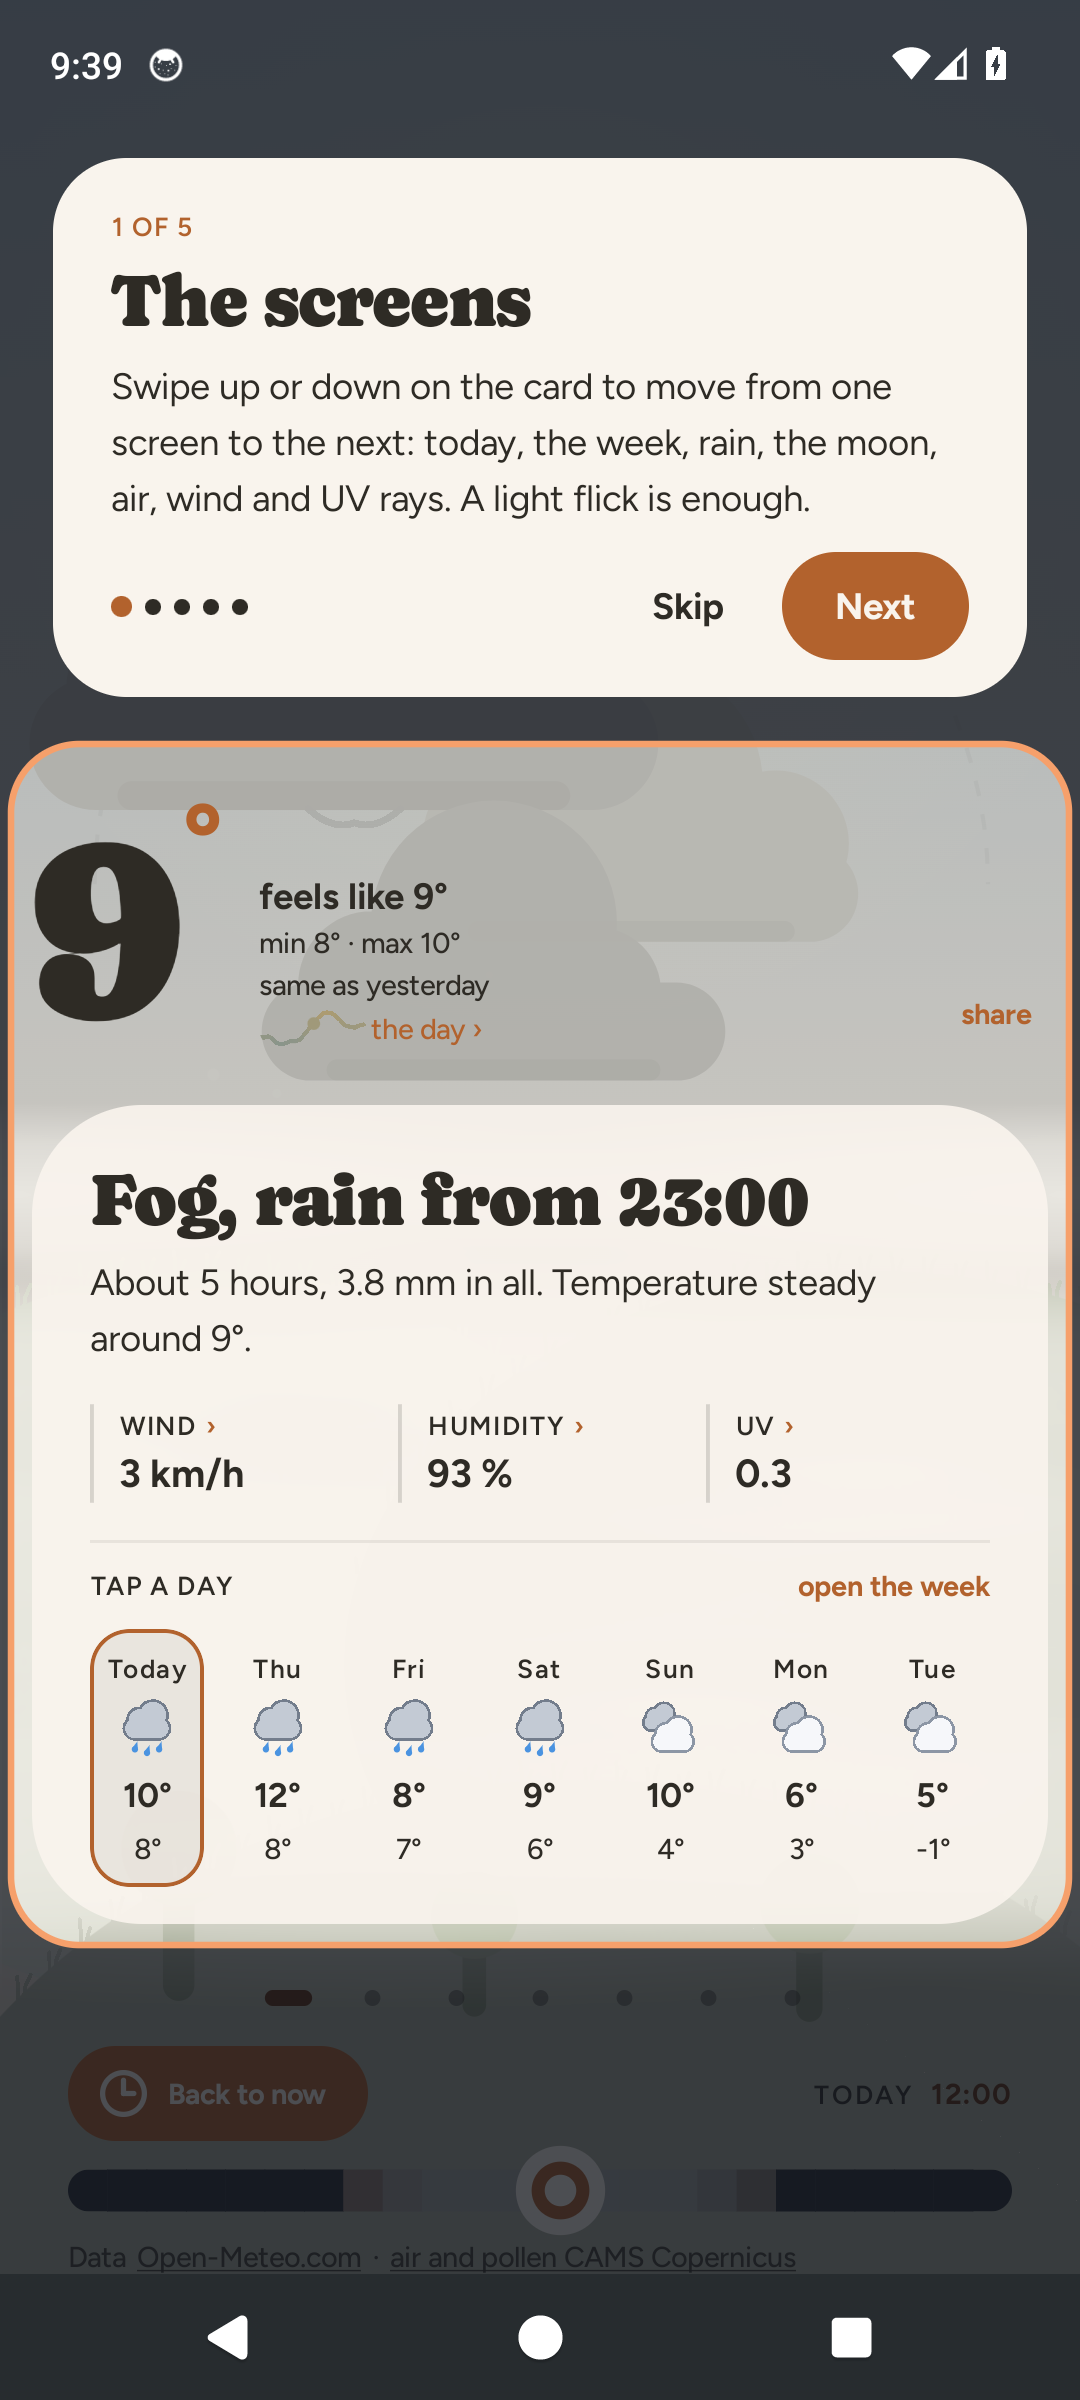 9:39
1 OF 5
The screens
Swipe up or down on the card to move from one
screen to the next: today, the week, rain, the moon,
air, wind and UV rays. A light flick is enough.
Skip
Next
9°
feels like 9°
min 8° · max 10°
same as yesterday
the day ›
share
Fog, rain from 23:00
About 5 hours, 3.8 mm in all. Temperature steady
around 9°.
WIND › HUMIDITY › UV ›
3 km/h 93 % 0.3
TAP A DAY
open the week
Today Thu Fri Sat Sun Mon Tue
10° 12° 8° 9° 10° 6° 5°
8° 8° 7° 6° 4° 3° -1°
Back to now
TODAY 12:00
Data Open-Meteo.com · air and pollen CAMS Copernicus